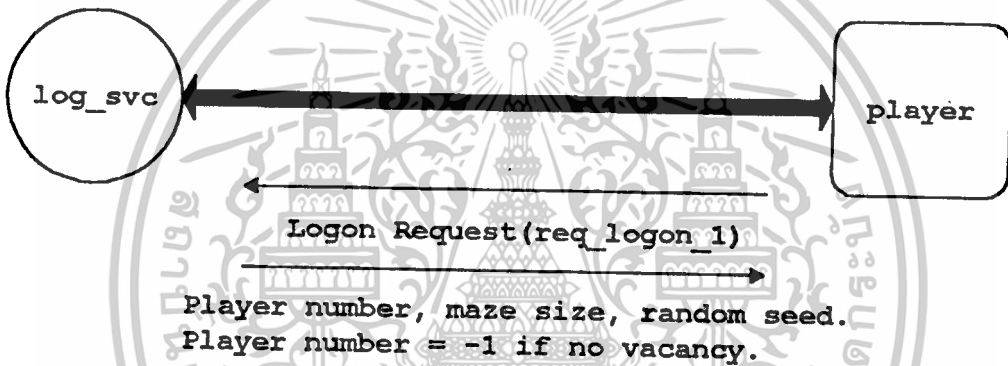 log_svc
player
Logon Request(req_logon_1)
Player number, maze size, random seed.
Player number = -1 if no vacancy.